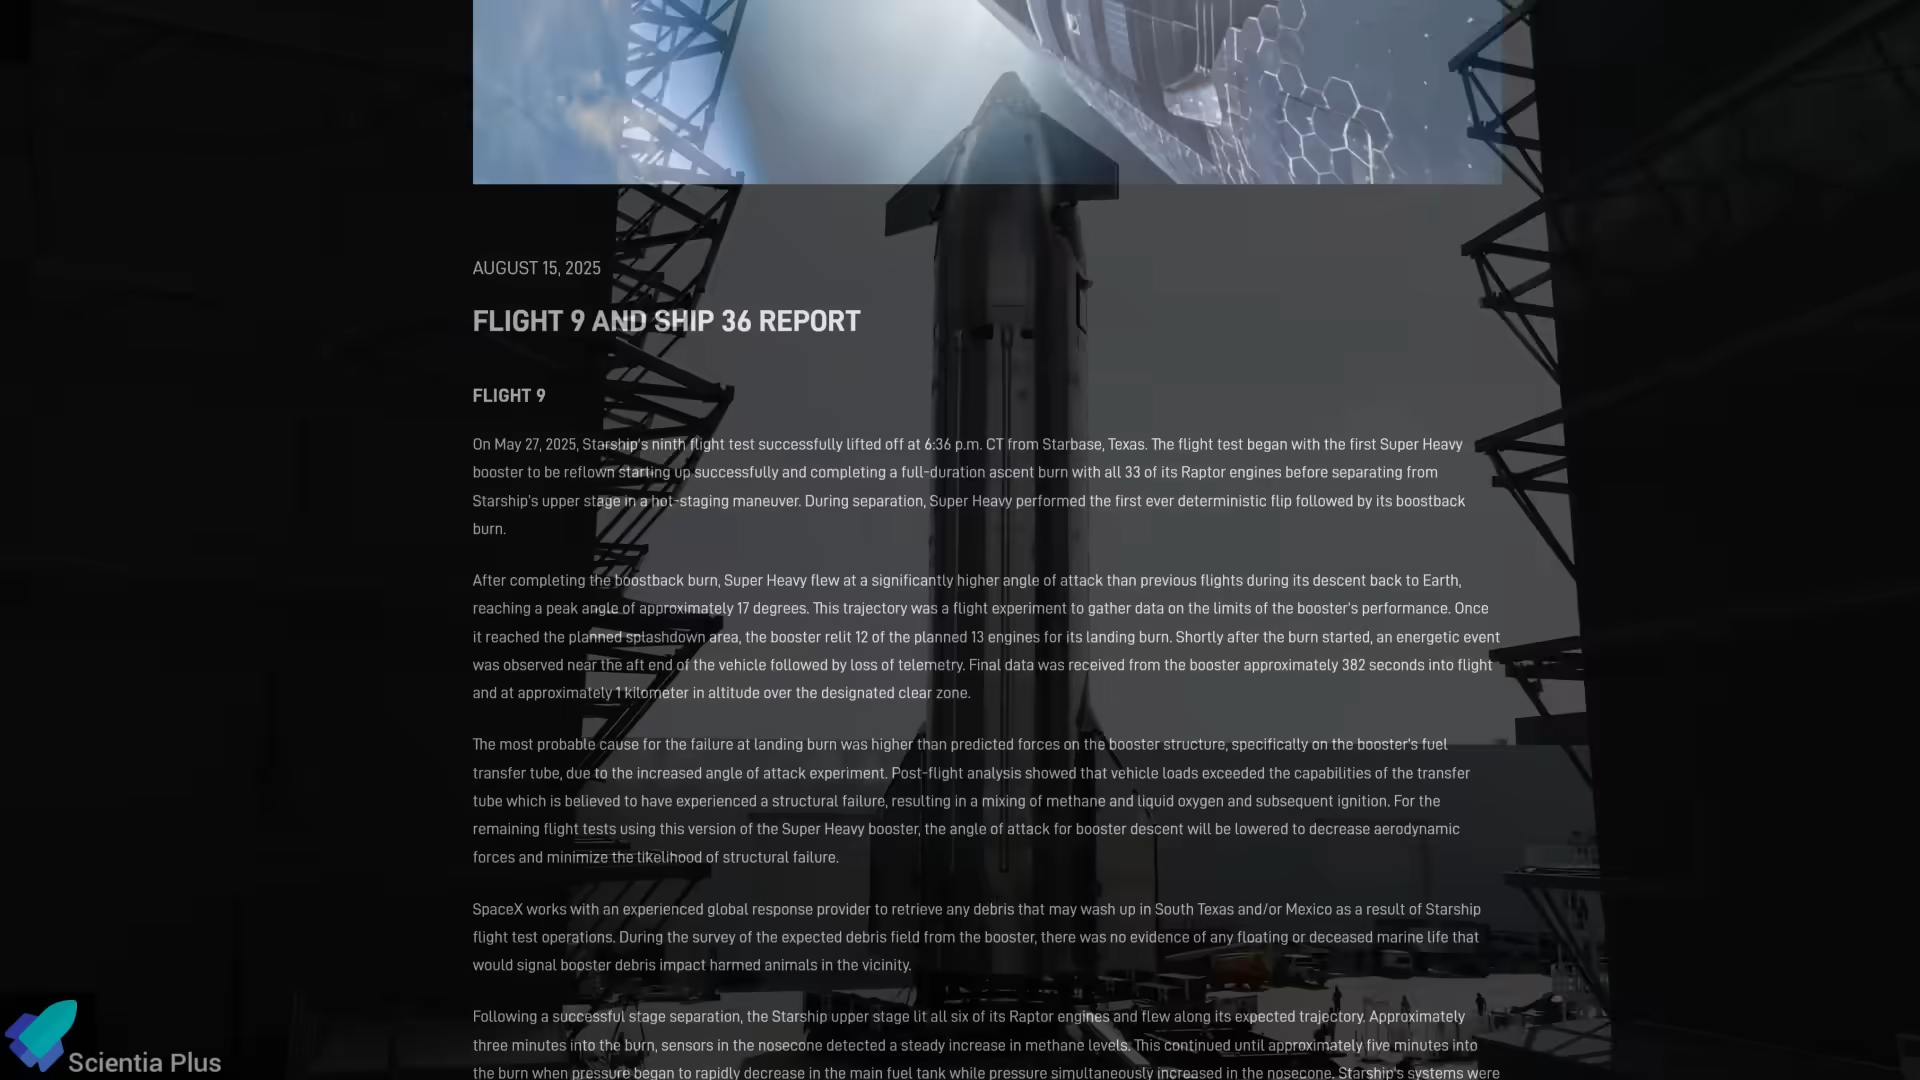 AUGUST 15, 2025
FLIGHT 9 AND SHIP 36 REPORT
FLIGHT 9
On May 27, 2025, Starship's ninth flight test successfully lifted off at 6:36 p.m. CT from Starbase, Texas. The flight test began with the first Super Heavy
booster to be reflown starting up successfully and completing a full-duration ascent burn with all 33 of its Raptor engines before separating from
Starship's upper stage in a hot-staging maneuver. During separation, Super Heavy performed the first ever deterministic flip followed by its boostback
burn.
After completing the boostback burn, Super Heavy flew at a significantly higher angle of attack than previous flights during its descent back to Earth,
reaching a peak angle of approximately 17 degrees. This trajectory was a flight experiment to gather data on the limits of the booster's performance. Once
it reached the planned splashdown area, the booster relit 12 of the planned 13 engines for its landing burn. Shortly after the burn started, an energetic event
was observed near the aft end of the vehicle followed by loss of telemetry. Final data was received from the booster approximately 382 seconds into flight
and at approximately 1 kilometer in altitude over the designated clear zone.
The most probable cause for the failure at landing burn was higher than predicted forces on the booster structure, specifically on the booster's fuel
transfer tube, due to the increased angle of attack experiment. Post-flight analysis showed that vehicle loads exceeded the capabilities of the transfer
tube which is believed to have experienced a structural failure, resulting in a mixing of methane and liquid oxygen and subsequent ignition. For the
remaining flight tests using this version of the Super Heavy booster, the angle of attack for booster descent will be lowered to decrease aerodynamic
forces and minimize the likelihood of structural failure.
SpaceX works with an experienced global response provider to retrieve any debris that may wash up in South Texas and/or Mexico as a result of Starship
flight test operations. During the survey of the expected debris field from the booster, there was no evidence of any floating or deceased marine life that
would signal booster debris impact harmed animals in the vicinity.
Following a successful stage separation, the Starship upper stage lit all six of its Raptor engines and flew along its expected trajectory. Approximately
three minutes into the burn, sensors in the nosecone detected a steady increase in methane levels. This continued until approximately five minutes into
the burn when pressure began to rapidly decrease in the main fuel tank while pressure simultaneously increased in the nosecone. Starship's systems were
Scientia Plus